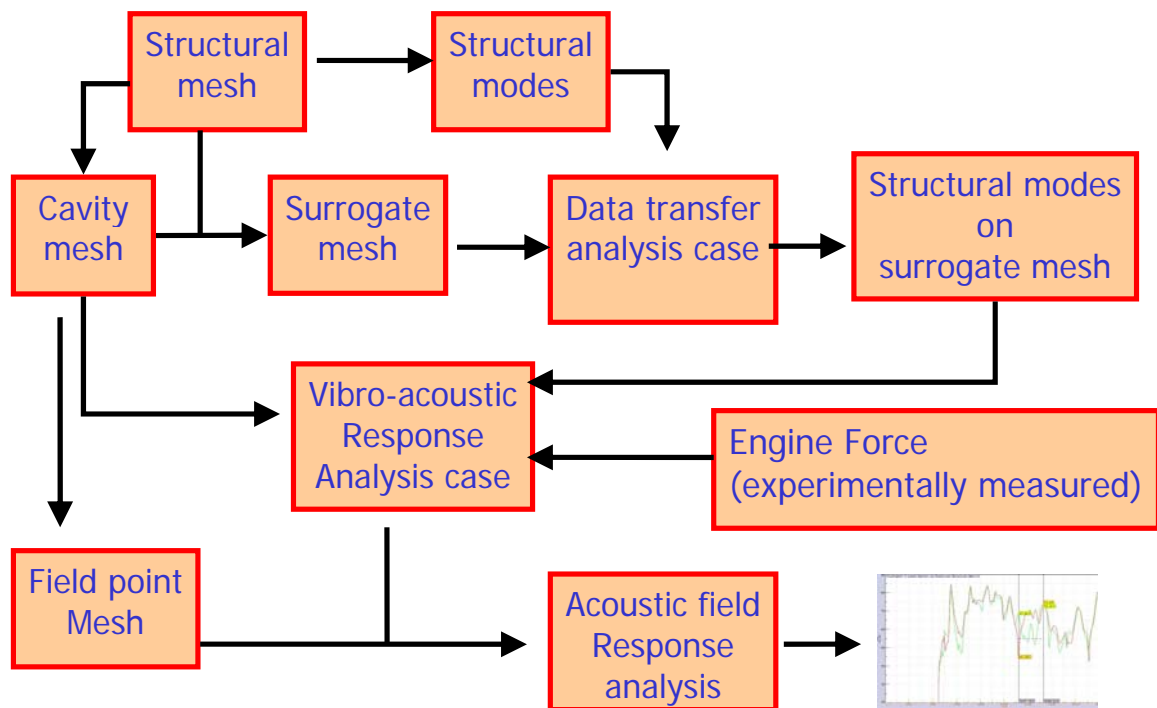 Structural
mesh
Structural
modes
Cavity
mesh
Surrogate
mesh
Data transfer
analysis case
Structural modes
on
surrogate mesh
Vibro-acoustic
Response
Analysis case
Engine Force
(experimentally measured)
Field point
Mesh
Acoustic field
Response
analysis